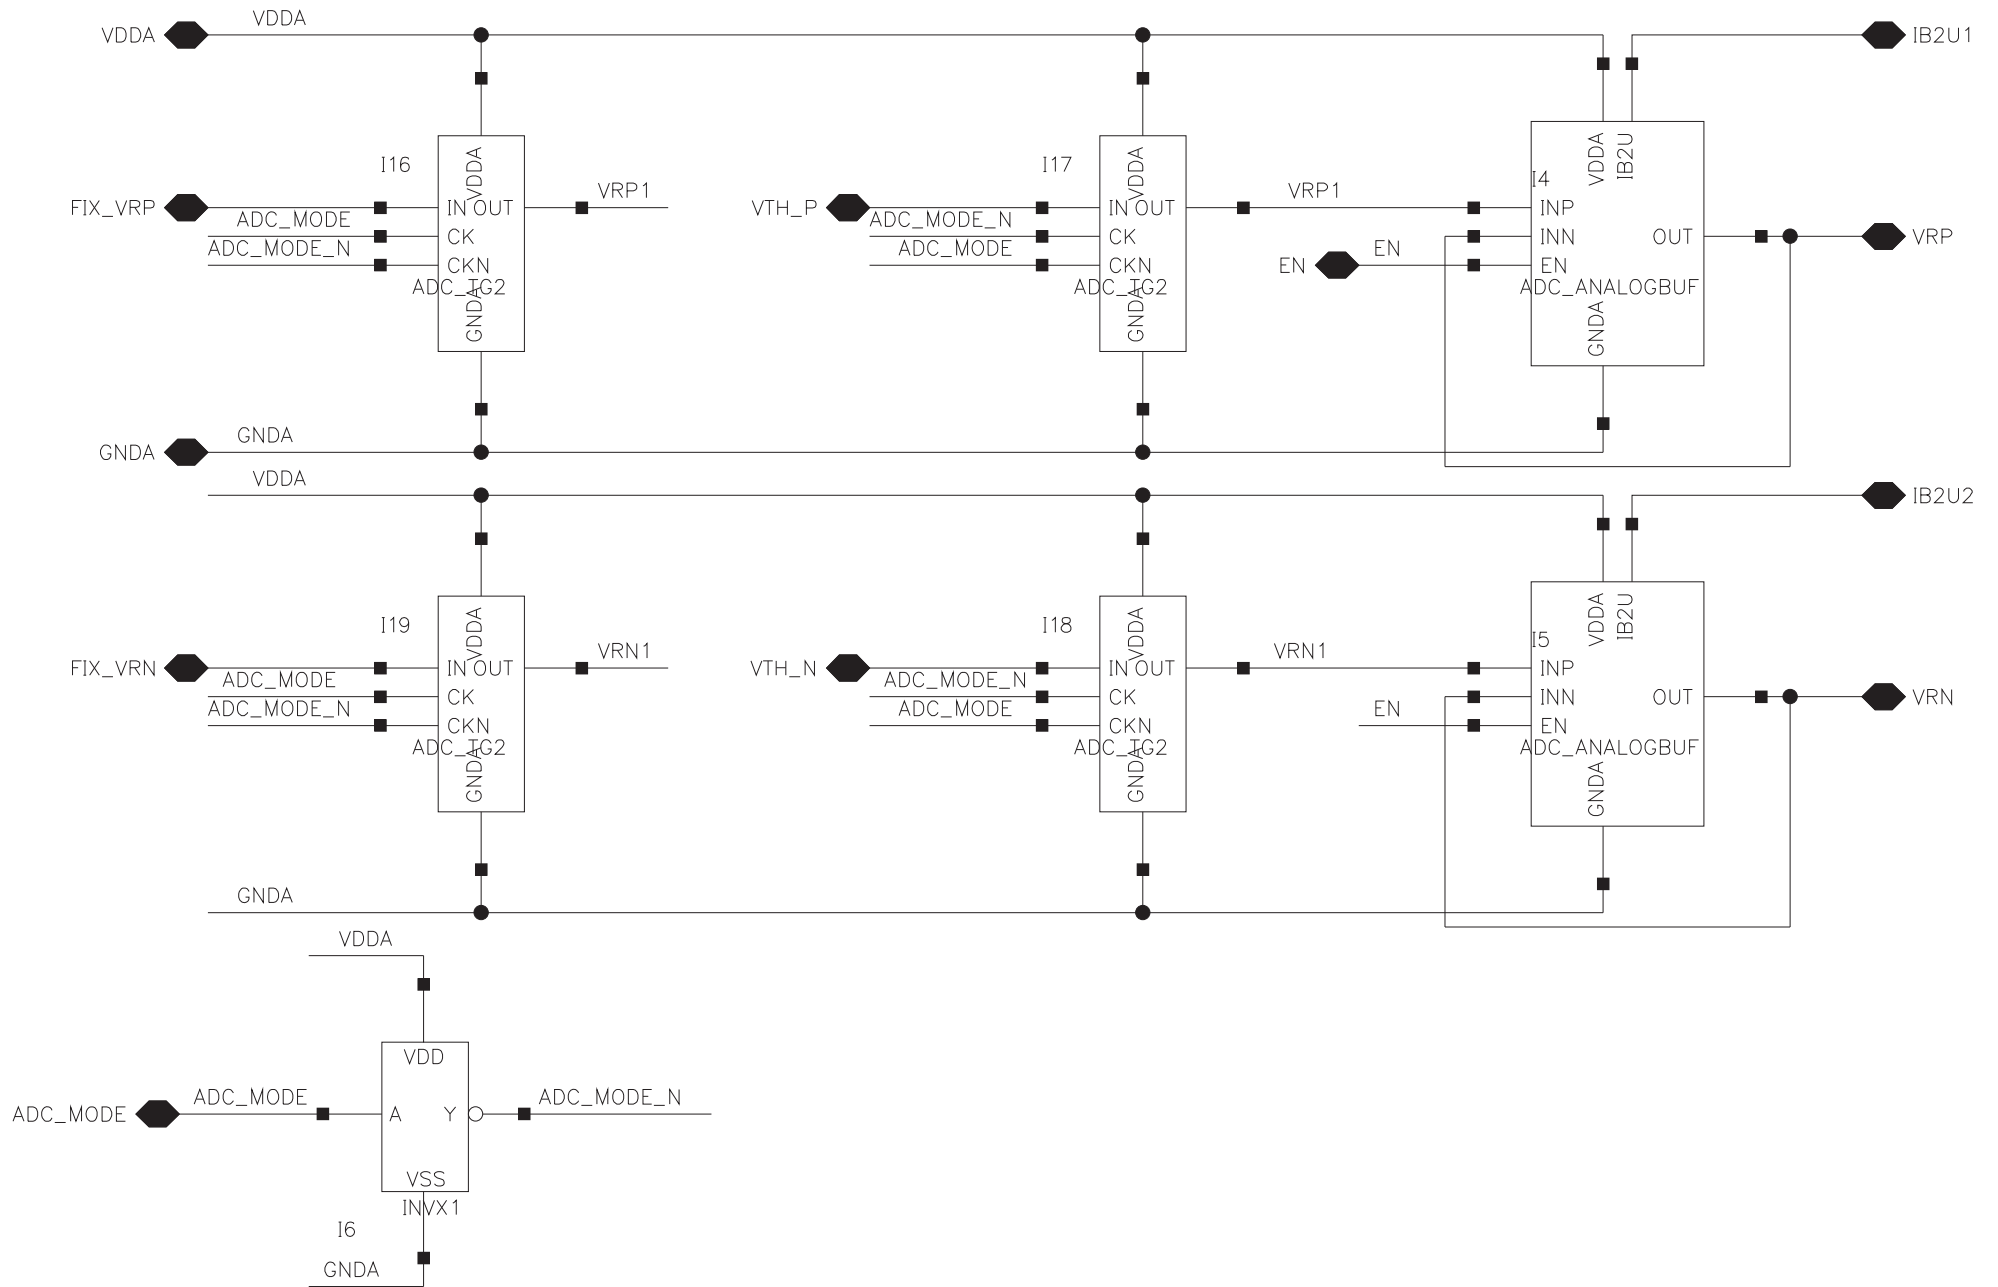 VDDA
VDDA
IB2U1
I16
VDDA
I17
VDDA
VDDA
IB2U
I4
FIX_VRP
IN OUT
VRP1
VTH_P
IN OUT
VRP1
INP
ADC_MODE
CK
ADC_MODE_N
CK
INN
OUT
VRP
ADC_MODE_N
CKN
ADC_MODE
CKN
EN
EN
EN
ADC_TG2
ADC_TG2
ADC_ANALOGBUF
GNDA
GNDA
GNDA
GNDA
GNDA
VDDA
IB2U2
I19
VDDA
I18
VDDA
VDDA
IB2U
I5
FIX_VRN
IN OUT
VRN1
VTH_N
IN OUT
VRN1
INP
ADC_MODE
CK
ADC_MODE_N
CK
INN
OUT
VRN
ADC_MODE_N
CKN
ADC_MODE
CKN
EN
EN
ADC_TG2
ADC_TG2
ADC_ANALOGBUF
GNDA
GNDA
GNDA
GNDA
VDDA
VDD
ADC_MODE
ADC_MODE
A
Y
ADC_MODE_N
VSS
INVX1
I6
GNDA